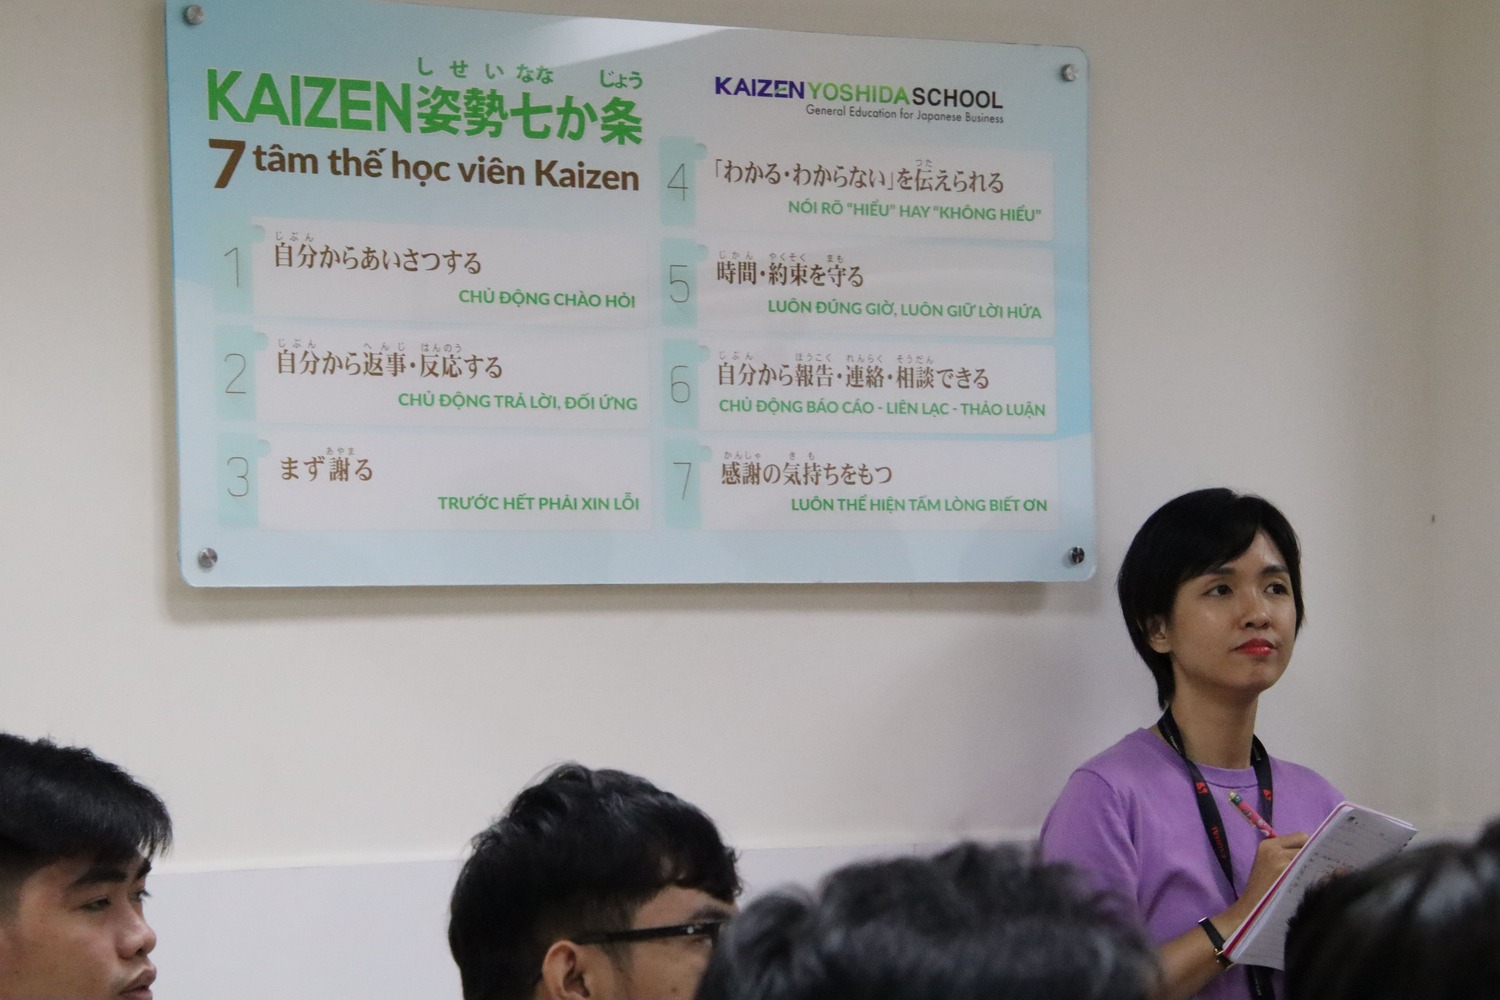 し せ い なな じょう
KAIZEN姿勢七か条
7 tâm thế học viên Kaizen
1
じぶん
自分からあいさつする
CHỦ ĐỘNG CHÀO HỎI
2
じぶん へんじ はんのう
自分から返事・反応する
CHỦ ĐỘNG TRẢ LỜI, ĐỐI ỨNG
3
あやま
まず謝る
TRƯỚC HẾT PHẢI XIN LỖI
KAIZEN YOSHIDA SCHOOL
General Education for Japanese Business
4
つた
「わかる・わからない」を伝えられる
NÓI RÕ “HIỂU” HAY “KHÔNG HIỂU”
5
じかん やくそく まも
時間・約束を守る
LUÔN ĐÚNG GIỜ, LUÔN GIỮ LỜI HỨA
6
じぶん ほうこく れんらく そうだん
自分から報告・連絡・相談できる
CHỦ ĐỘNG BÁO CÁO - LIÊN LẠC - THẢO LUẬN
7
かんしゃ き も
感謝の気持ちをもつ
LUÔN THỂ HIỆN TẤM LÒNG BIẾT ƠN